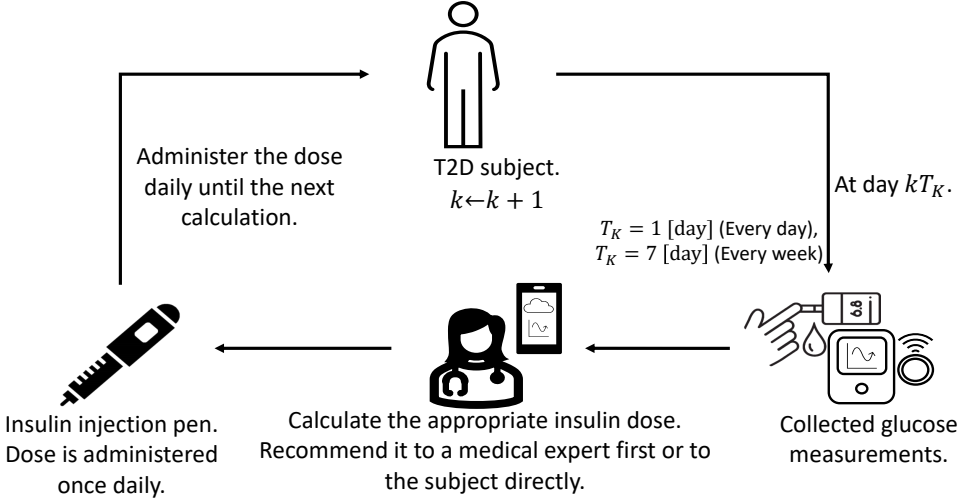 Administer the dose
daily until the next
calculation.
T2D subject.
k←k + 1
At day kT_K.
T_K = 1 [day] (Every day),
T_K = 7 [day] (Every week)
Insulin injection pen.
Dose is administered
once daily.
Calculate the appropriate insulin dose.
Recommend it to a medical expert first or to
the subject directly.
Collected glucose
measurements.